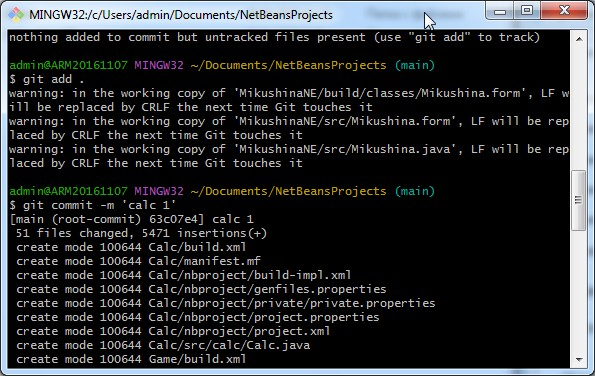 MINGW32:/c/Users/admin/Documents/NetBeansProjects
nothing added to commit but untracked files present (use "git add" to track)
admin@ARM20161107 MINGW32 ~/Documents/NetBeansProjects (main)
$ git add .
warning: in the working copy of 'MikushinaNE/build/classes/Mikushina.form', LF w
ill be replaced by CRLF the next time Git touches it
warning: in the working copy of 'MikushinaNE/src/Mikushina.form', LF will be rep
laced by CRLF the next time Git touches it
warning: in the working copy of 'MikushinaNE/src/Mikushina.java', LF will be rep
laced by CRLF the next time Git touches it
admin@ARM20161107 MINGW32 ~/Documents/NetBeansProjects (main)
$ git commit -m 'calc 1'
[main (root-commit) 63c07e4] calc 1
51 files changed, 5471 insertions(+)
create mode 100644 Calc/build.xml
create mode 100644 Calc/manifest.mf
create mode 100644 Calc/nbproject/build-impl.xml
create mode 100644 Calc/nbproject/genfiles.properties
create mode 100644 Calc/nbproject/private/private.properties
create mode 100644 Calc/nbproject/project.properties
create mode 100644 Calc/nbproject/project.xml
create mode 100644 Calc/src/calc/Calc.java
create mode 100644 Game/build.xml